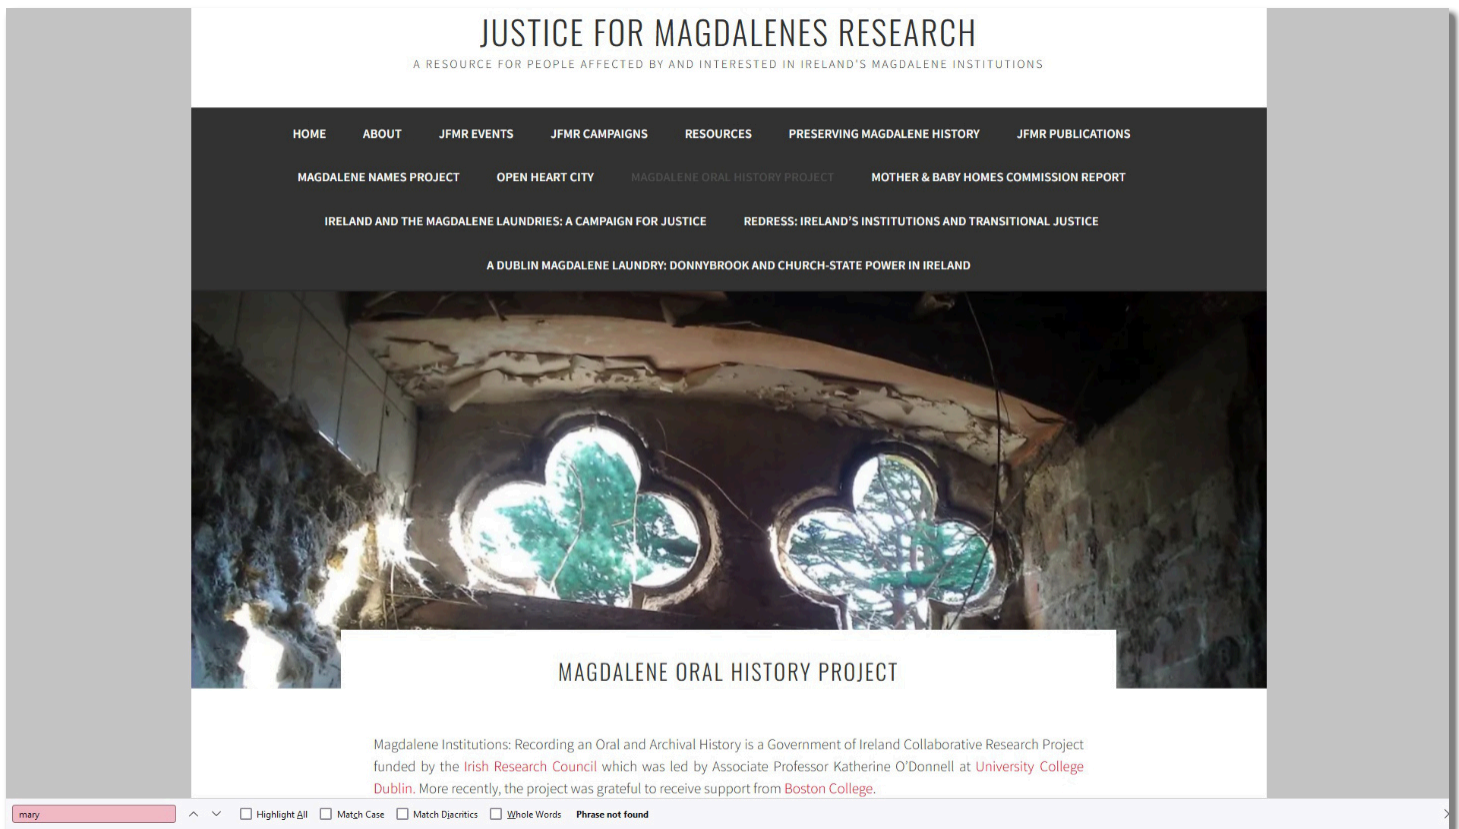 JUSTICE FOR MAGDALENES RESEARCH
A RESOURCE FOR PEOPLE AFFECTED BY AND INTERESTED IN IRELAND'S MAGDALENE INSTITUTIONS
HOME ABOUT JFMR EVENTS JFMR CAMPAIGNS RESOURCES PRESERVING MAGDALENE HISTORY JFMR PUBLICATIONS
MAGDALENE NAMES PROJECT OPEN HEART CITY MAGDALENE ORAL HISTORY PROJECT MOTHER & BABY HOMES COMMISSION REPORT
IRELAND AND THE MAGDALENE LAUNDRIES: A CAMPAIGN FOR JUSTICE REDRESS: IRELAND'S INSTITUTIONS AND TRANSITIONAL JUSTICE
A DUBLIN MAGDALENE LAUNDRY: DONNYBROOK AND CHURCH-STATE POWER IN IRELAND
MAGDALENE ORAL HISTORY PROJECT
Magdalene Institutions: Recording an Oral and Archival History is a Government of Ireland Collaborative Research Project
funded by the Irish Research Council which was led by Associate Professor Katherine O'Donnell at University College
Dublin. More recently, the project was grateful to receive support from Boston College.
mary Highlight All Match Case Match Diacritics Whole Words Phrase not found